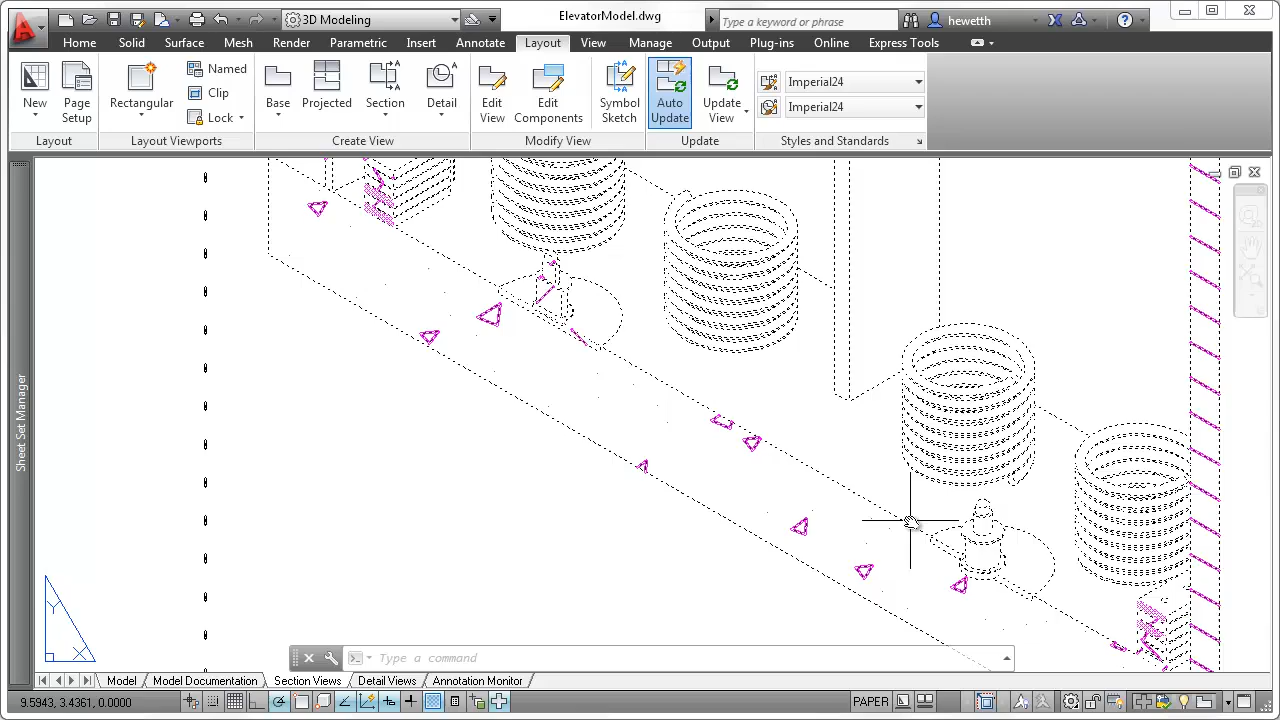 3D Modeling
ElevatorModel.dwg
Type a keyword or phrase
hewetth
Home Solid Surface Mesh Render Parametric Insert Annotate Layout View Manage Output Plug-ins Online Express Tools
New
Page Setup
Rectangular
Named
Clip
Lock
Base
Projected
Section
Detail
Edit View
Edit Components
Symbol Sketch
Auto Update
Update View
Imperial24
Imperial24
Layout
Layout Viewports
Create View
Modify View
Update
Styles and Standards
Sheet Set Manager
Y
X
Type a command
Model
Model Documentation
Section Views
Detail Views
Annotation Monitor
9.5943, 3.4361, 0.0000
PAPER